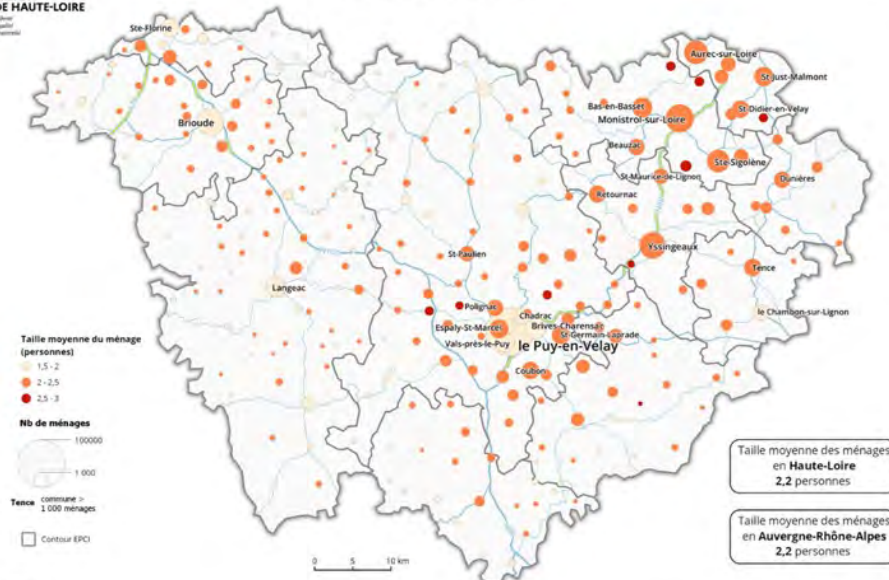 DE HAUTE-LOIRE
Ste-Florine
Aurec-sur-Loire
St-Just-Malmont
Bas-en-Basset
St-Didier-en-Velay
Monistrol-sur-Loire
Brioude
Beauzac
Ste-Sigolène
St-Maurice-de-Lignon
Dunières
Retournac
Yssingeaux
St-Paulien
Tence
Langeac
Polignac
le Chambon-sur-Lignon
Chadrac
Espaly-St-Marcel
Brives-Charensac
St-Germain-Laprade
Vals-près-le-Puy
le Puy-en-Velay
Coubon
Taille moyenne du ménage
(personnes)
1,5 - 2
2 - 2,5
2,5 - 3
Nb de ménages
100000
1 000
Tence
commune >
1 000 ménages
Contour EPCI
0 5 10 km
Taille moyenne des ménages
en Haute-Loire
2,2 personnes
Taille moyenne des ménages
en Auvergne-Rhône-Alpes
2,2 personnes